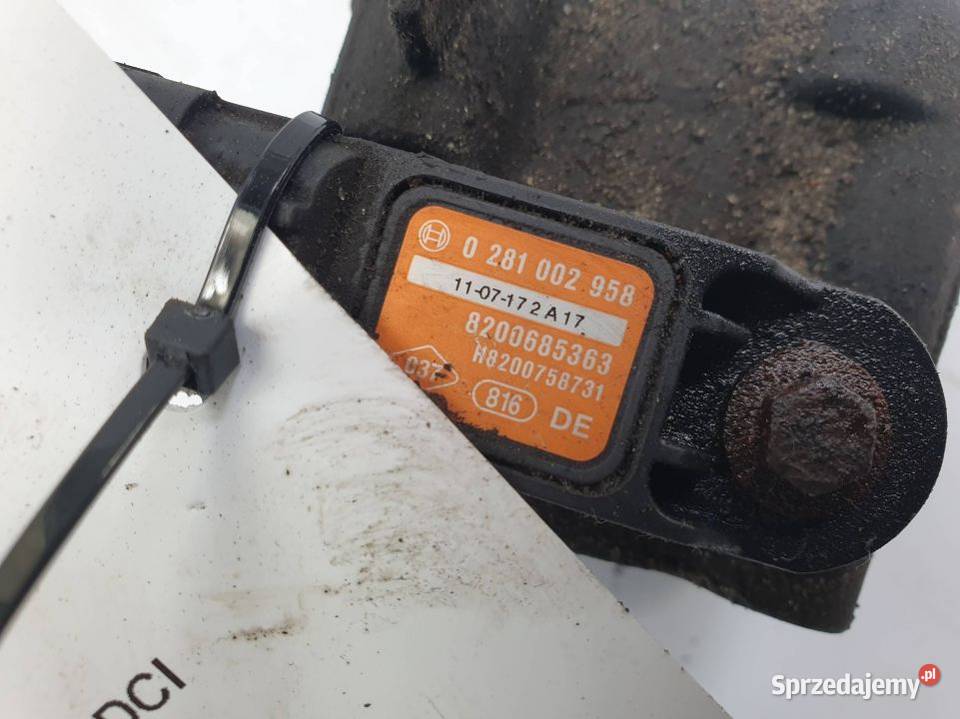 0 281 002 958
11-07-17 2 A 17
8200685363
H8200758731
037
816 DE
DCI
Sprzedajemy.pl